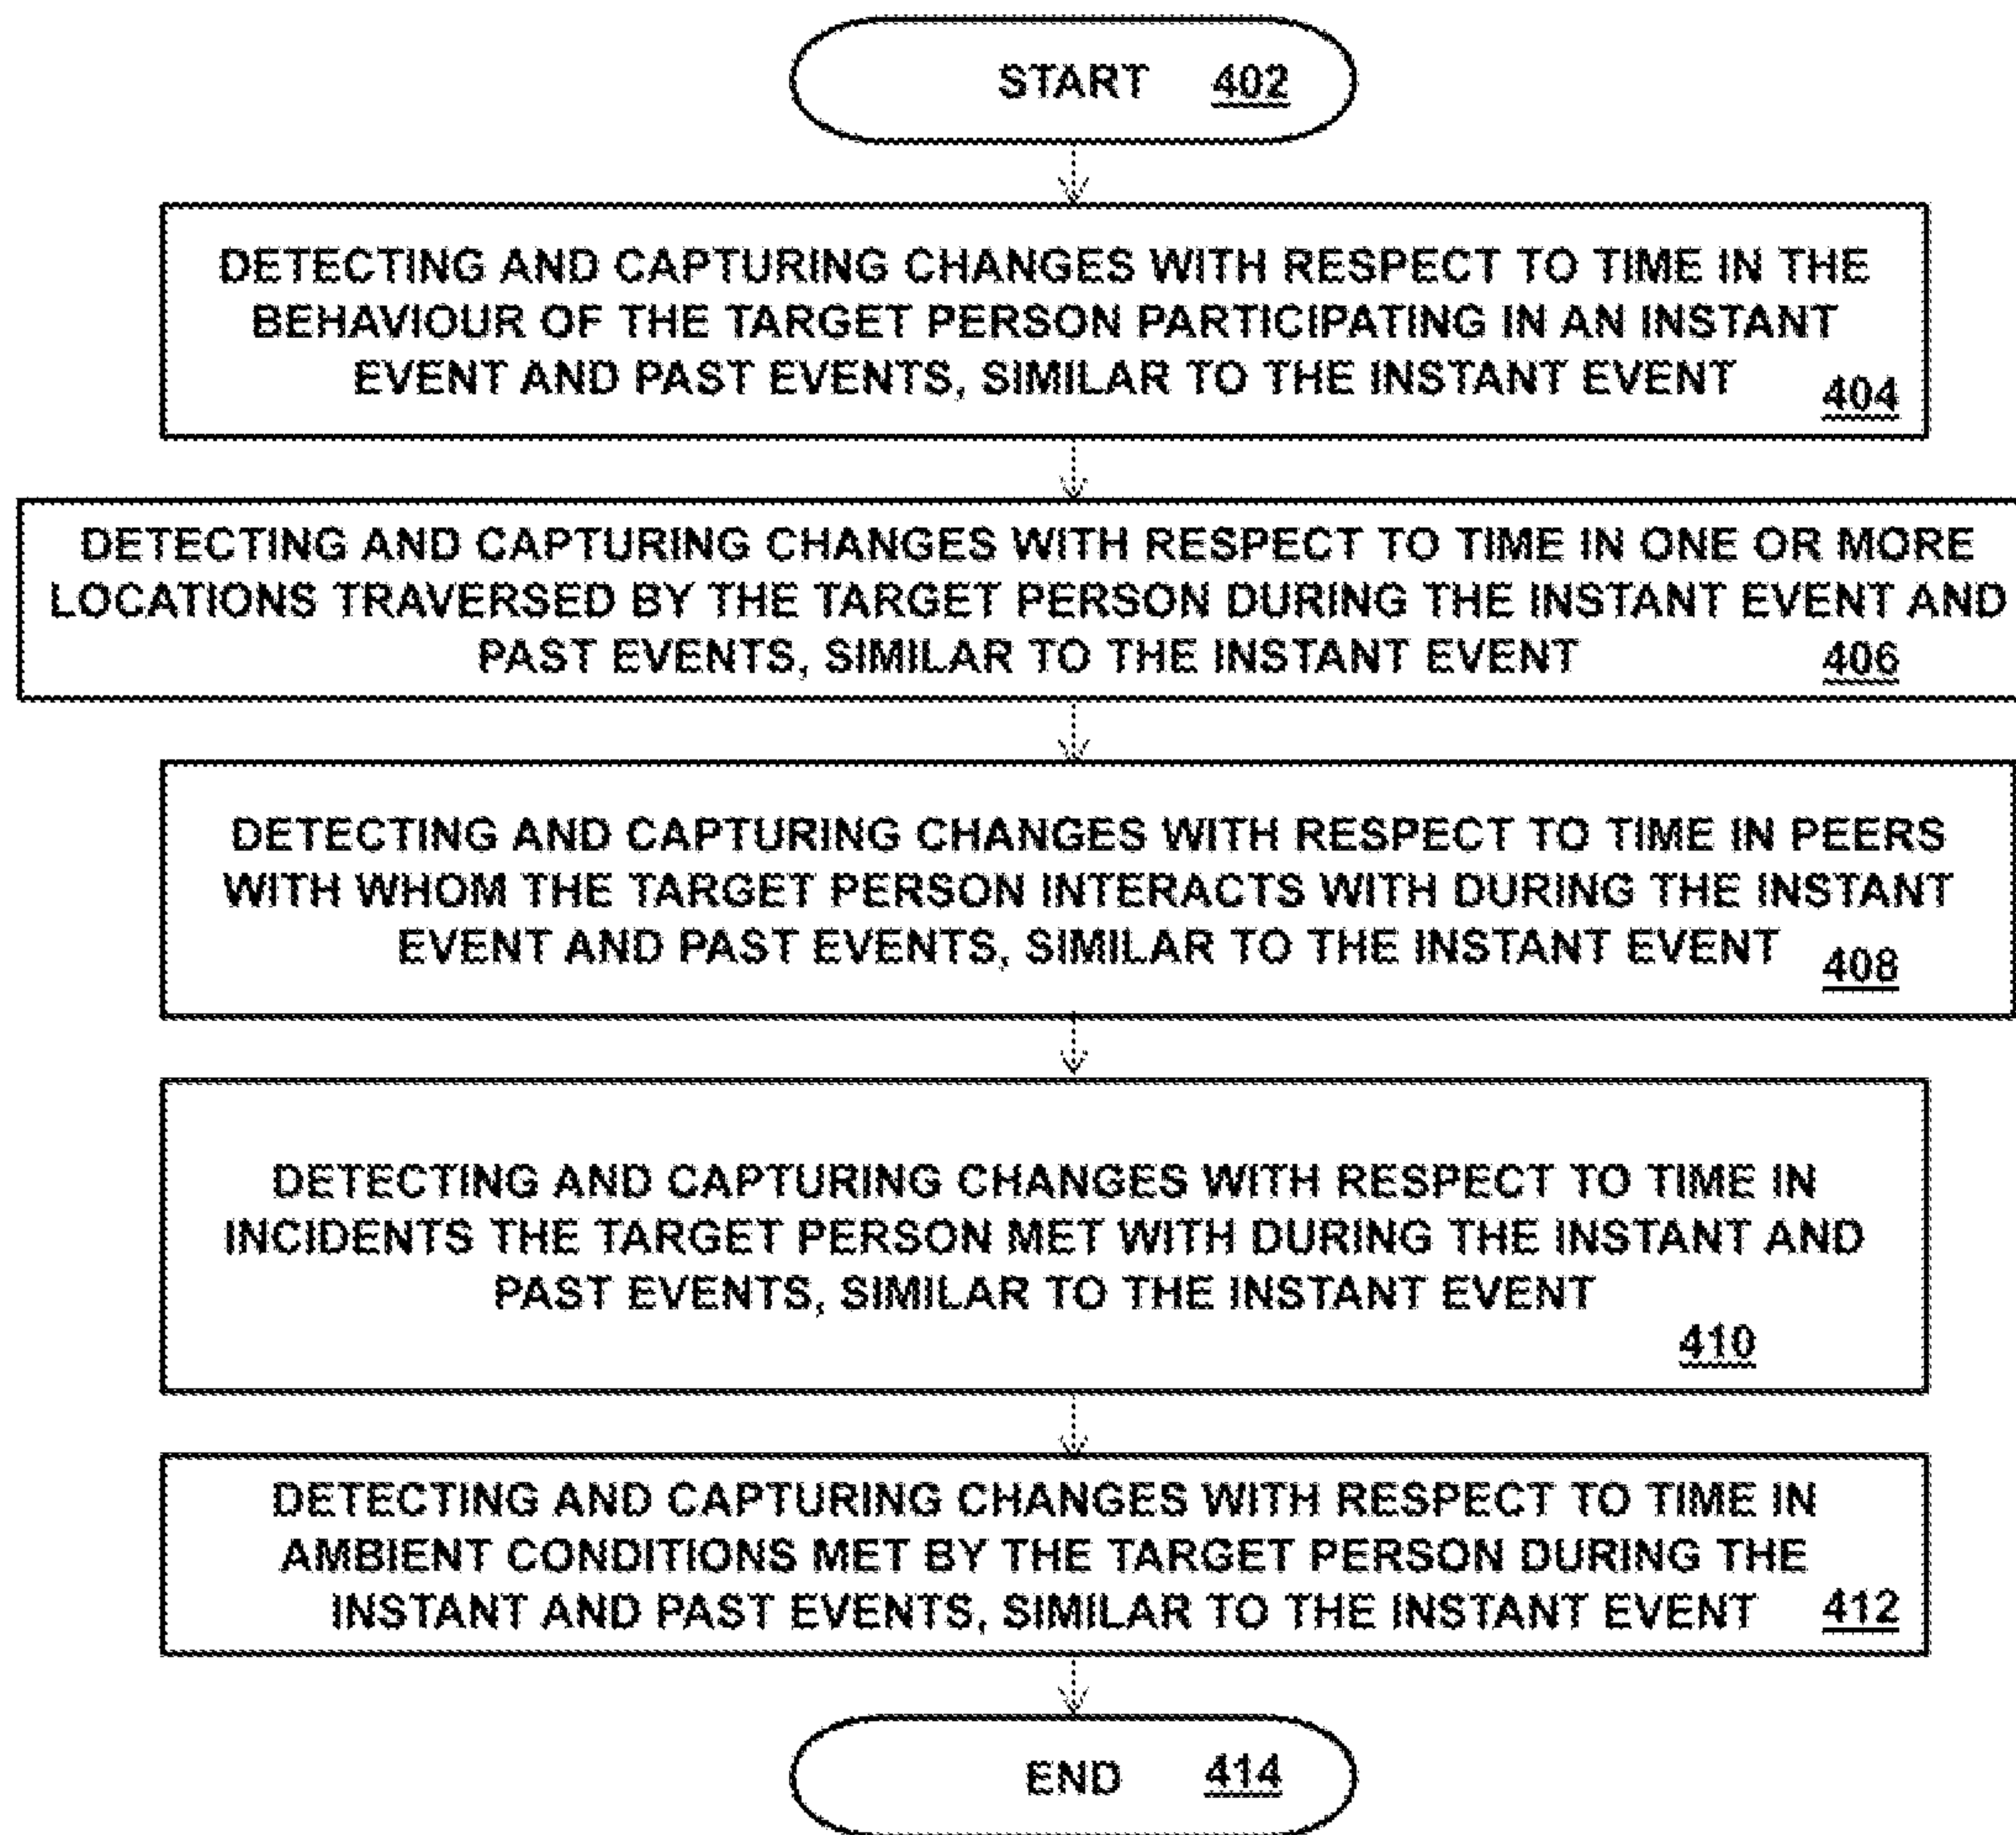 START 402
DETECTING AND CAPTURING CHANGES WITH RESPECT TO TIME IN THE
BEHAVIOUR OF THE TARGET PERSON PARTICIPATING IN AN INSTANT
EVENT AND PAST EVENTS, SIMILAR TO THE INSTANT EVENT
404
DETECTING AND CAPTURING CHANGES WITH RESPECT TO TIME IN ONE OR MORE
LOCATIONS TRAVERSED BY THE TARGET PERSON DURING THE INSTANT EVENT AND
PAST EVENTS, SIMILAR TO THE INSTANT EVENT 406
DETECTING AND CAPTURING CHANGES WITH RESPECT TO TIME IN PEERS
WITH WHOM THE TARGET PERSON INTERACTS WITH DURING THE INSTANT
EVENT AND PAST EVENTS, SIMILAR TO THE INSTANT EVENT
408
DETECTING AND CAPTURING CHANGES WITH RESPECT TO TIME IN
INCIDENTS THE TARGET PERSON MET WITH DURING THE INSTANT AND
PAST EVENTS, SIMILAR TO THE INSTANT EVENT
410
DETECTING AND CAPTURING CHANGES WITH RESPECT TO TIME IN
AMBIENT CONDITIONS MET BY THE TARGET PERSON DURING THE
INSTANT AND PAST EVENTS, SIMILAR TO THE INSTANT EVENT 412
END 414